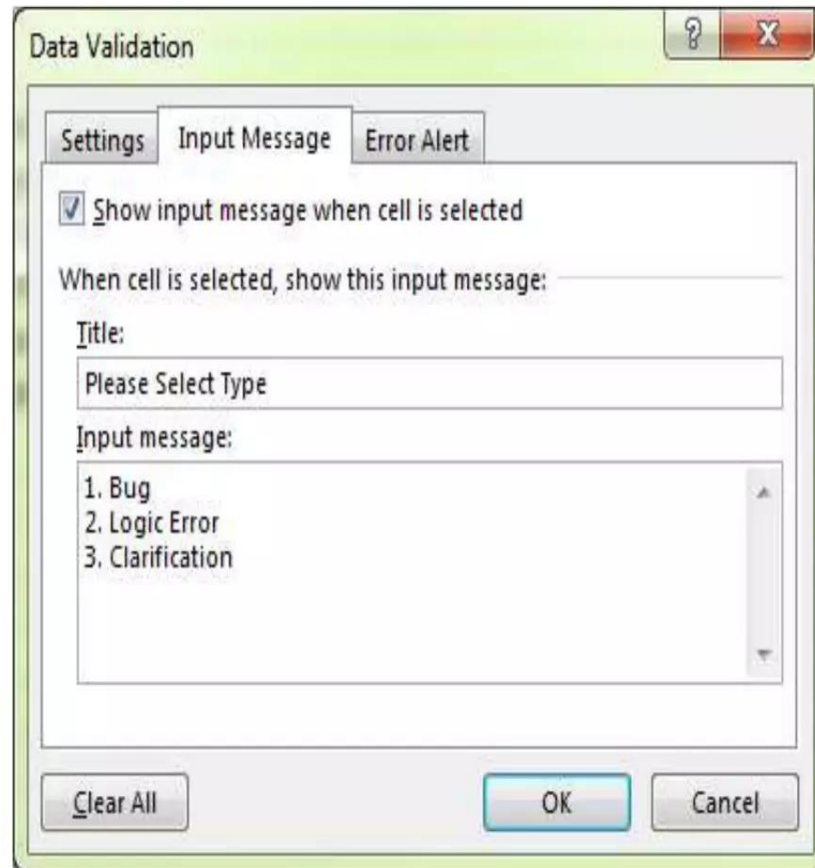 Data Validation
Settings Input Message Error Alert
Show input message when cell is selected
When cell is selected, show this input message:
Title:
Please Select Type
Input message:
1. Bug
2. Logic Error
3. Clarification
Clear All OK Cancel